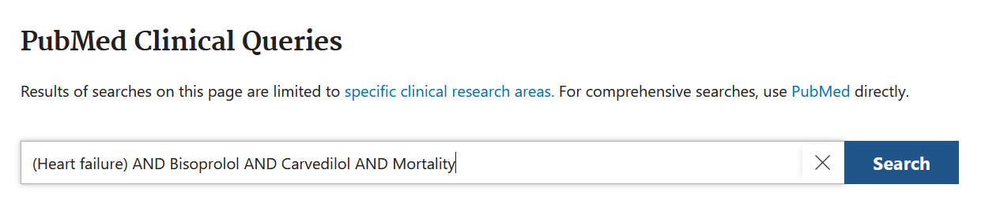 PubMed Clinical Queries
Results of searches on this page are limited to specific clinical research areas. For comprehensive searches, use PubMed directly.
(Heart failure) AND Bisoprolol AND Carvedilol AND Mortality
Search